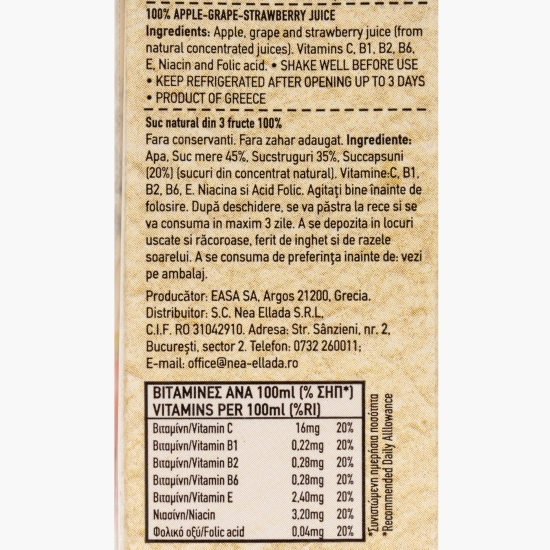 100% APPLE-GRAPE-STRAWBERRY JUICE
Ingredients: Apple, grape and strawberry juice (from
natural concentrated juices). Vitamins C, B1, B2, B6,
E, Niacin and Folic acid. • SHAKE WELL BEFORE USE
• KEEP REFRIGERATED AFTER OPENING UP TO 3 DAYS
• PRODUCT OF GREECE
Suc natural din 3 fructe 100%
Fara conservanti. Fara zahar adaugat. Ingrediente:
Apa, Suc mere 45%, Sucstruguri 35%, Succapsuni
(20%) (sucuri din concentrat natural). Vitamine:C, B1,
B2, B6, E. Niacina si Acid Folic. Agitați bine înainte de
folosire. După deschidere, se va păstra la rece si se
va consuma in maxim 3 zile. A se depozita in locuri
uscate si răcoroase, ferit de inghet si de razele
soarelui. A se consuma de preferința inainte de: vezi
pe ambalaj.
Producător: EASA SA, Argos 21200, Grecia.
Distribuitor: S.C. Nea Ellada S.R.L.
C.I.F. RO 31042910. Adresa: Str. Sânzieni, nr. 2,
București, sector 2. Telefon: 0732 260011;
E-mail: office@nea-ellada.ro
ΒΙΤΑΜΙΝΕΣ ΑΝΑ 100ml (% ΣΗΠ*)
VITAMINS PER 100ml (%RI)
Βιταμίνη/Vitamin C 16mg 20%
Βιταμίνη/Vitamin B1 0,22mg 20%
Βιταμίνη/Vitamin B2 0,28mg 20%
Βιταμίνη/Vitamin B6 0,28mg 20%
Βιταμίνη/Vitamin E 2,40mg 20%
Νιασίνη/Niacin 3,20mg 20%
Φολικό οξύ/Folic acid 0,04mg 20%
*Συνιστώμενη ημερήσια ποσότητα
*Recommended Daily Alllowance